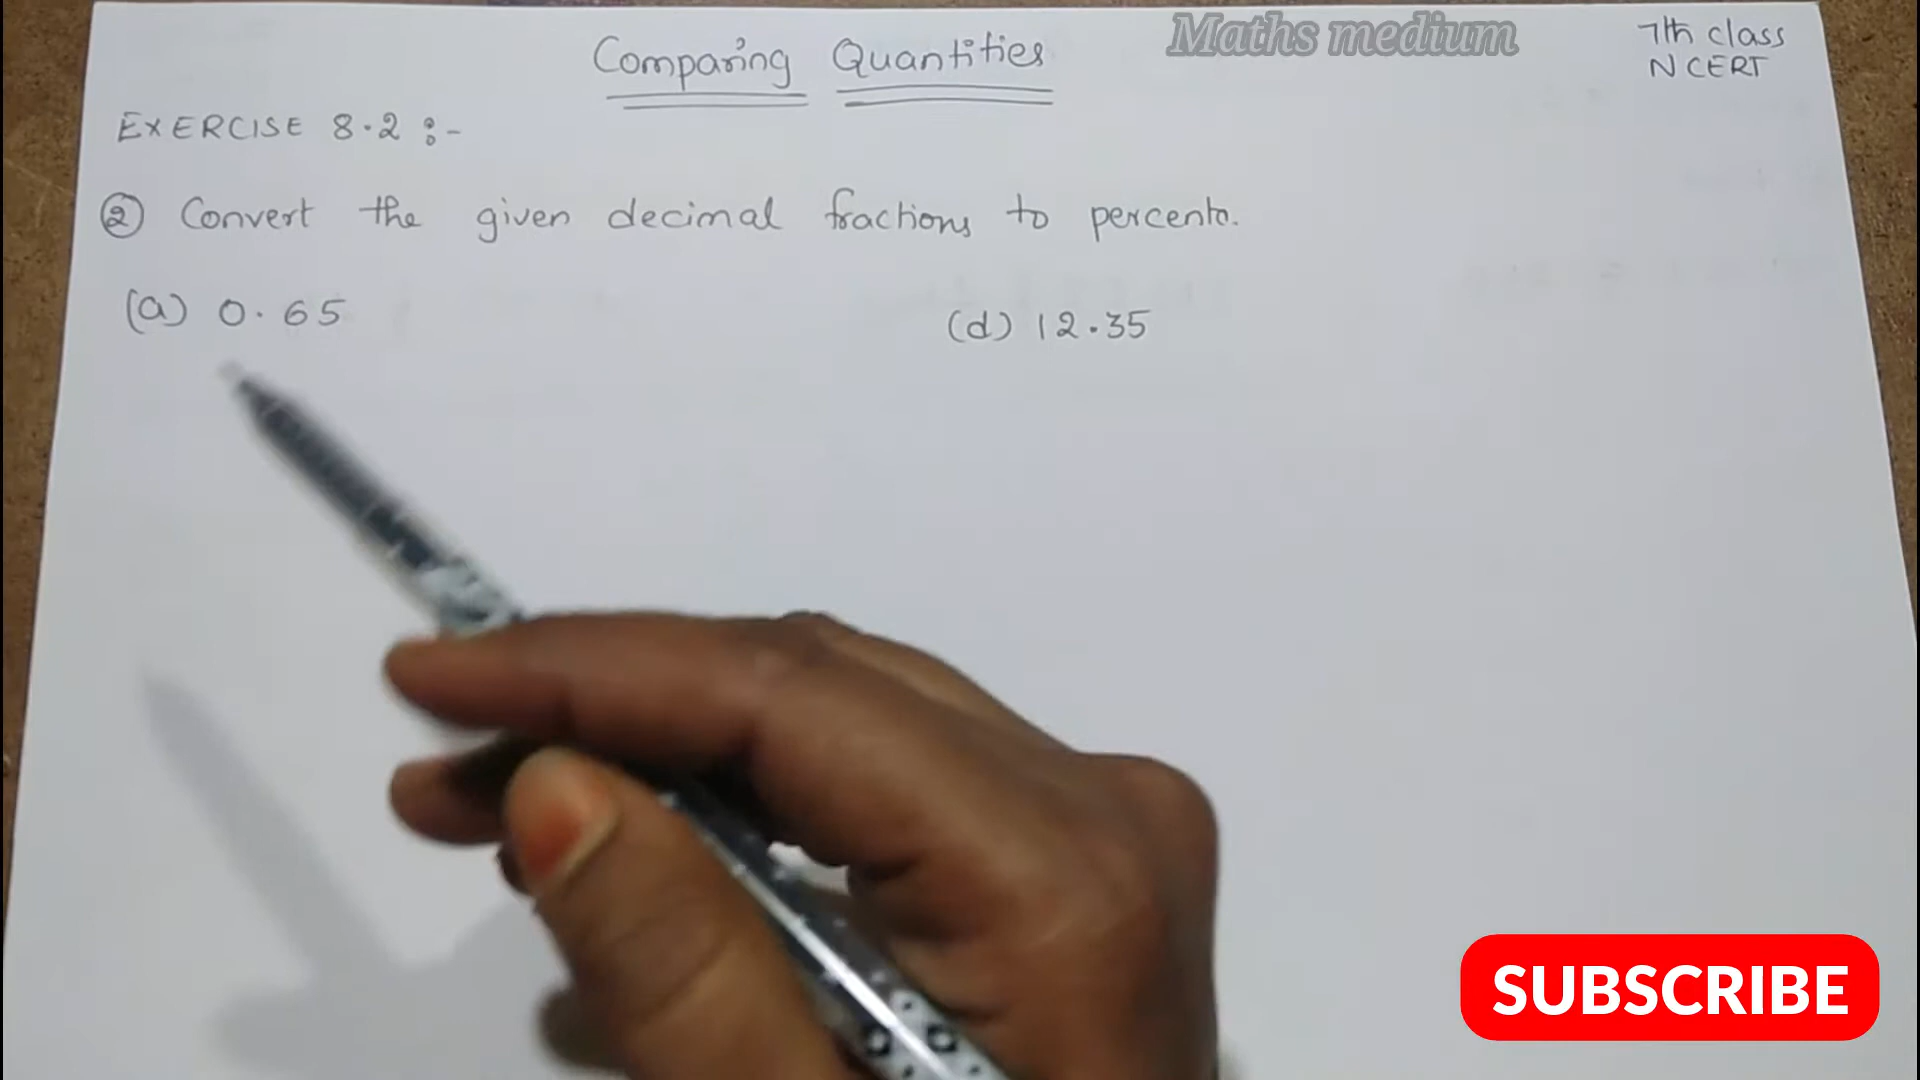 Comparing Quantities
Maths medium
7th class
NCERT
EXERCISE 8.2 :-
② Convert the given decimal fractions to percents.
(a) 0.65
(d) 12.35
SUBSCRIBE